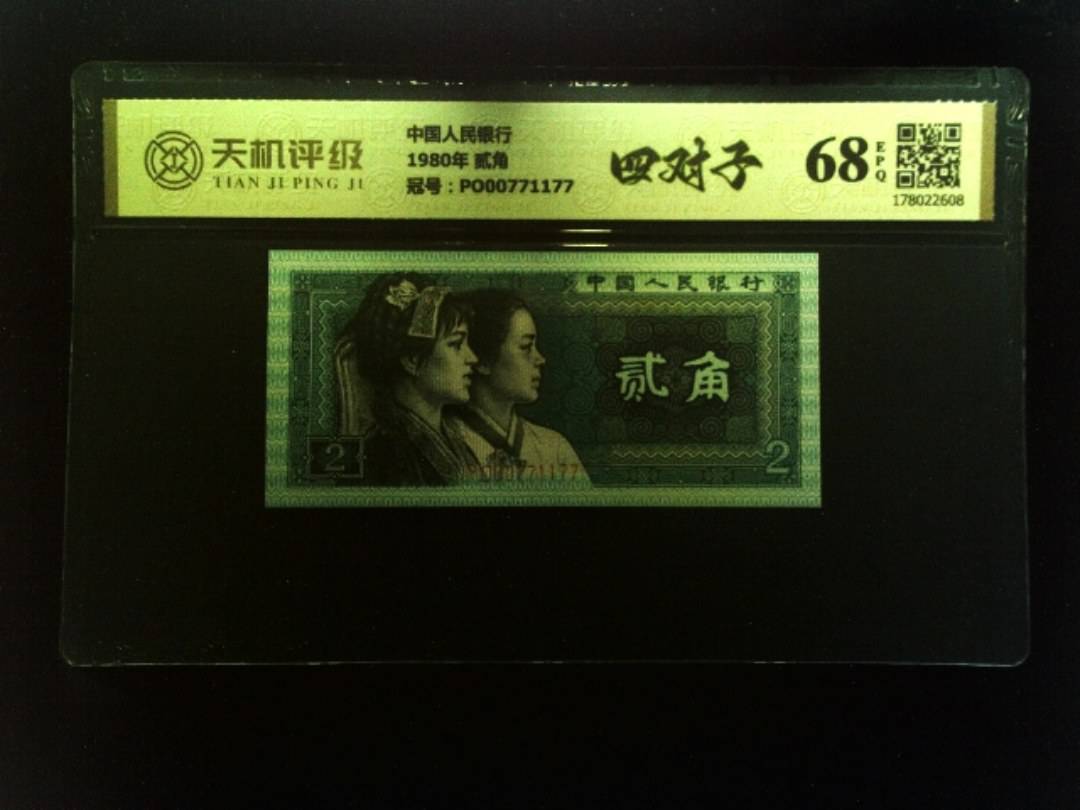 天机评级
TIAN JI PING JI
中国人民银行
1980年 贰角
冠号：PO00771177
四对子
68
EPQ
178022608
中国人民银行
贰角
2
2
PO00771177